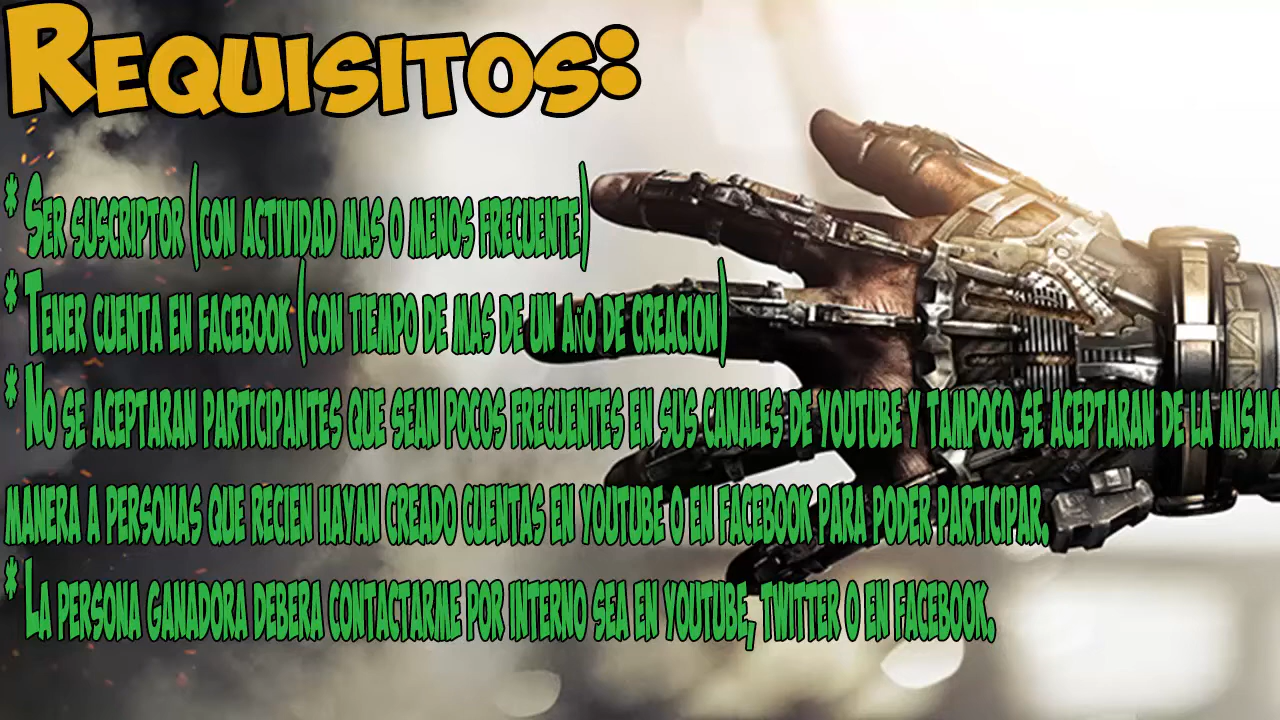 Requisitos:
* Ser suscriptor (con actividad mas o menos frecuente)
* Tener cuenta en facebook (con tiempo de mas de un año de creacion)
* No se aceptaran participantes que sean pocos frecuentes en sus canales de youtube y tampoco se aceptaran de la misma
manera a personas que recien hayan creado cuentas en youtube o en facebook para poder participar.
* La persona ganadora debera contactarme por interno sea en youtube, twitter o en facebook.